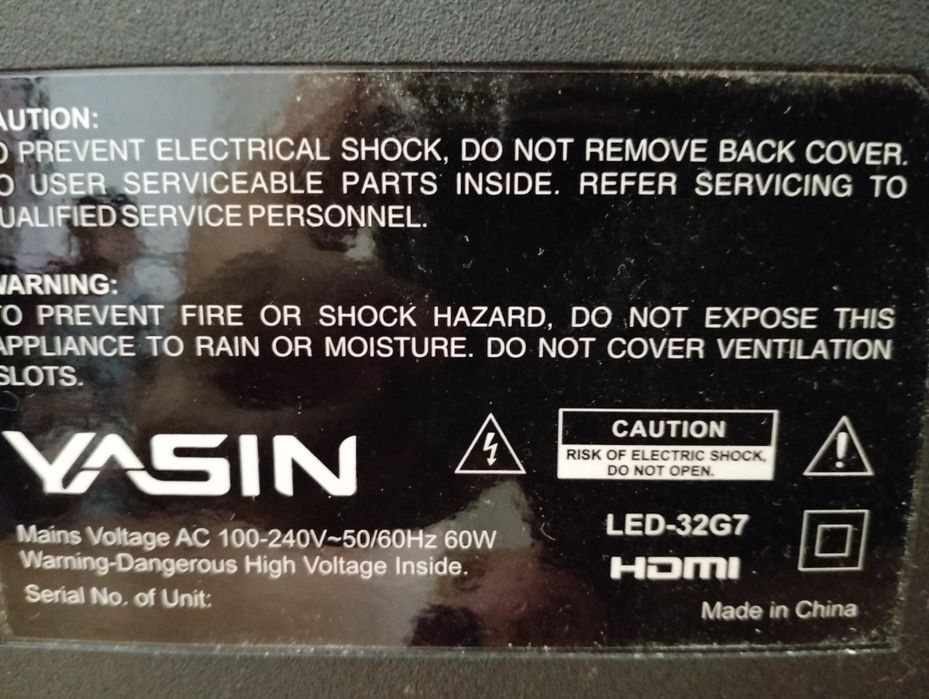 AUTION:
O PREVENT ELECTRICAL SHOCK, DO NOT REMOVE BACK COVER.
O USER SERVICEABLE PARTS INSIDE. REFER SERVICING TO
UALIFIED SERVICE PERSONNEL.
WARNING:
TO PREVENT FIRE OR SHOCK HAZARD, DO NOT EXPOSE THIS
APPLIANCE TO RAIN OR MOISTURE. DO NOT COVER VENTILATION
SLOTS.
YASIN
CAUTION
RISK OF ELECTRIC SHOCK,
DO NOT OPEN.
Mains Voltage AC 100-240V~50/60Hz 60W
Warning-Dangerous High Voltage Inside.
Serial No. of Unit:
LED-32G7
HDMI
Made in China